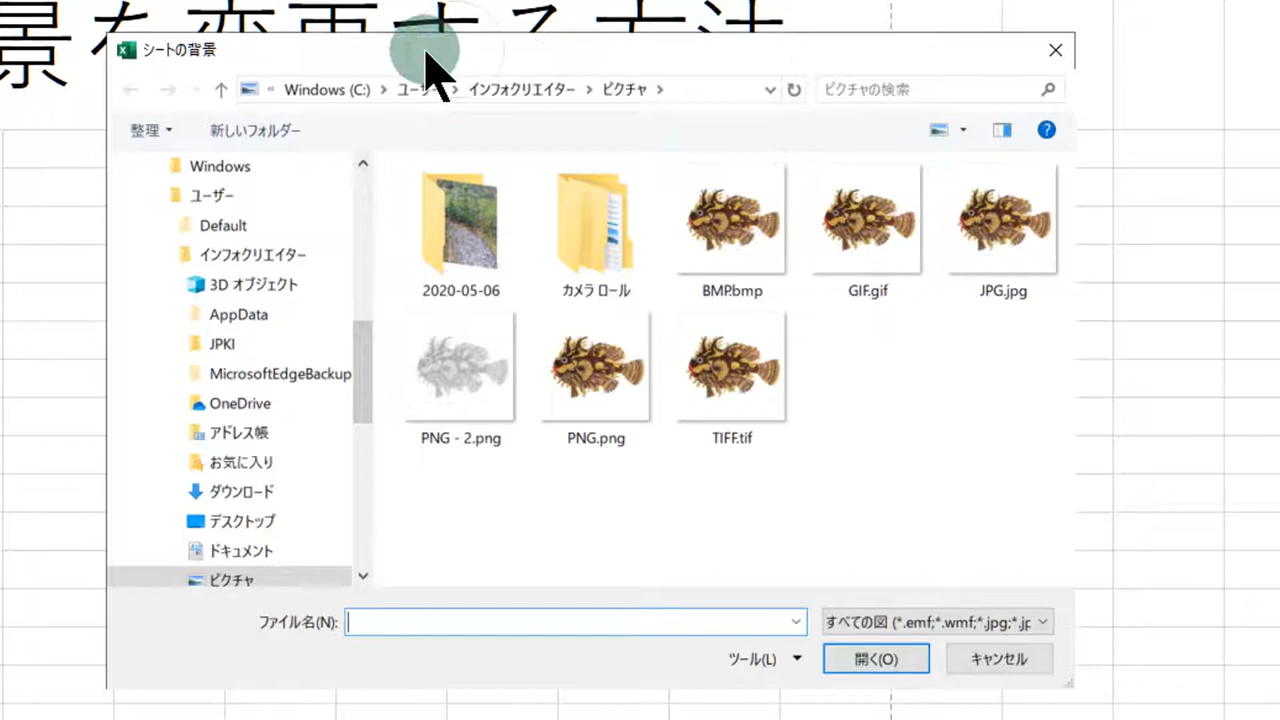 景を変更する方法
シートの背景
« Windows (C:) › ユーザー › インフォクリエイター › ピクチャ ›
ピクチャの検索
整理
新しいフォルダー
Windows
ユーザー
Default
インフォクリエイター
3D オブジェクト
AppData
JPKI
MicrosoftEdgeBackup
OneDrive
アドレス帳
お気に入り
ダウンロード
デスクトップ
ドキュメント
ピクチャ
2020-05-06
カメラ ロール
BMP.bmp
GIF.gif
JPG.jpg
PNG - 2.png
PNG.png
TIFF.tif
ファイル名(N):
すべての図 (*.emf;*.wmf;*.jpg;*.jp
ツール(L)
開く(O)
キャンセル